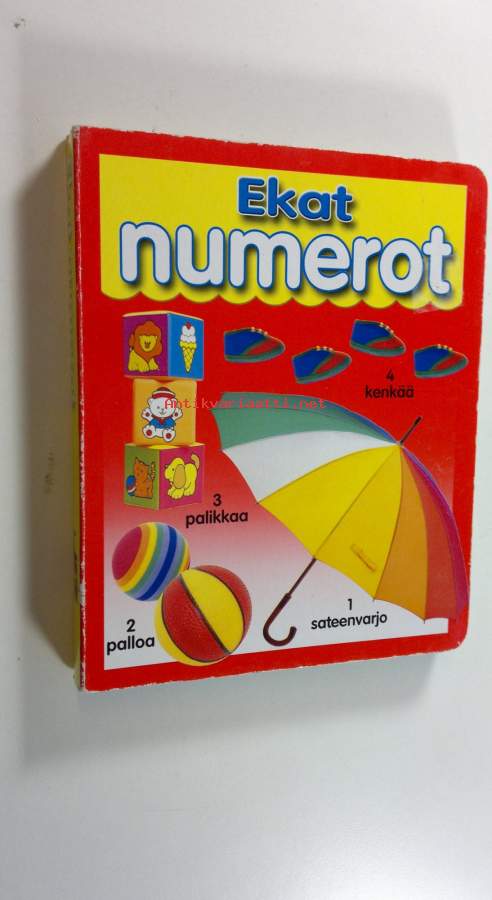 Ekat
numerot
4
kenkää
Antikvariaatti.net
3
palikkaa
1
sateenvarjo
2
palloa